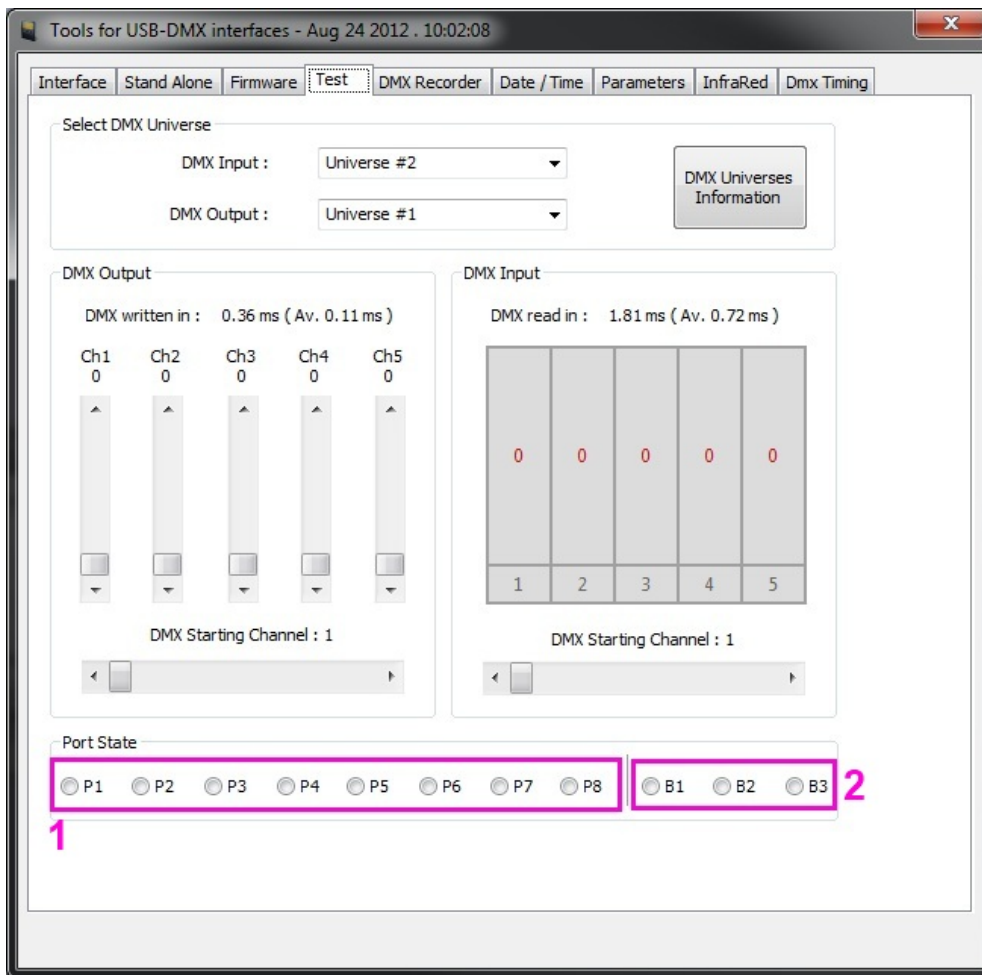 Tools for USB-DMX interfaces - Aug 24 2012 . 10:02:08
Interface Stand Alone Firmware Test DMX Recorder Date / Time Parameters InfraRed Dmx Timing
Select DMX Universe
DMX Input : Universe #2
DMX Output : Universe #1
DMX Universes
Information
DMX Output
DMX written in : 0.36 ms ( Av. 0.11 ms )
Ch1 Ch2 Ch3 Ch4 Ch5
0 0 0 0 0
DMX Starting Channel : 1
DMX Input
DMX read in : 1.81 ms ( Av. 0.72 ms )
0 0 0 0 0
1 2 3 4 5
DMX Starting Channel : 1
Port State
P1 P2 P3 P4 P5 P6 P7 P8 B1 B2 B3 2
1